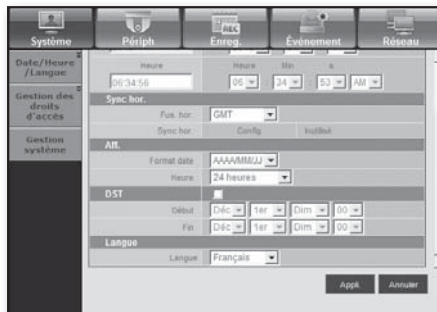 Système Périph Enreg. Événement Réseau
REC
Date/Heure
/Langue
Gestion des
droits
d'accès
Gestion
système
Heure Heure Min s
06:34:56 06 : 34 : 53 AM
Sync hor.
Fus. hor. GMT
Sync hor. Config Inutilisé
Aff.
Format date AAAA/MM/JJ
Heure 24 heures
DST
Début Déc 1er Dim 00
Fin Déc 1er Dim 00
Langue
Langue Français
Appl. Annuler